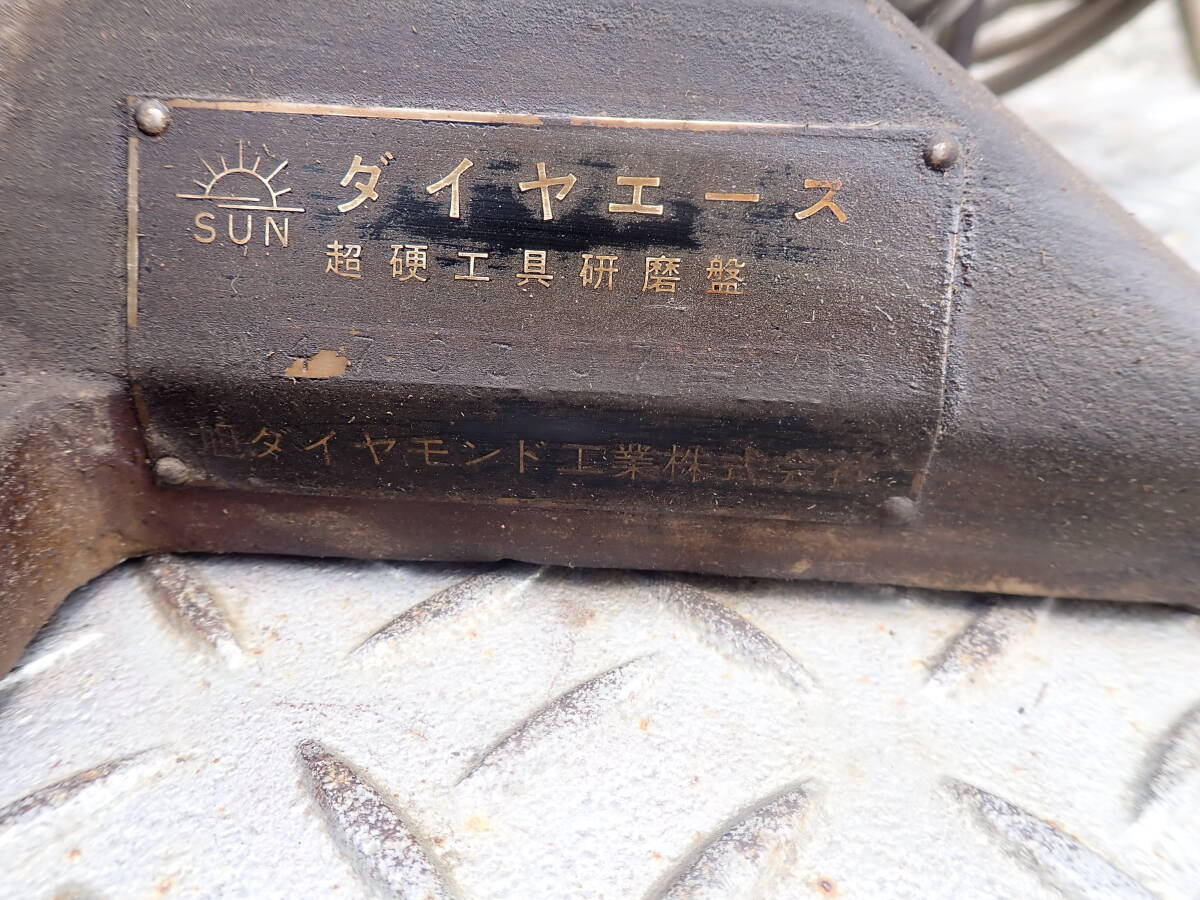 ダイヤエース
SUN
超硬工具研磨盤
旭ダイヤモンド工業株式会社